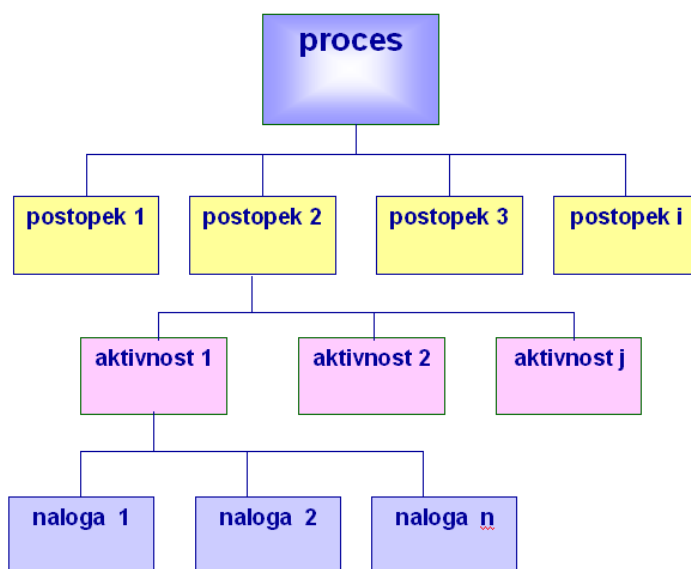 proces
postopek 1
postopek 2
postopek 3
postopek i
aktivnost 1
aktivnost 2
aktivnost j
naloga 1
naloga 2
naloga n